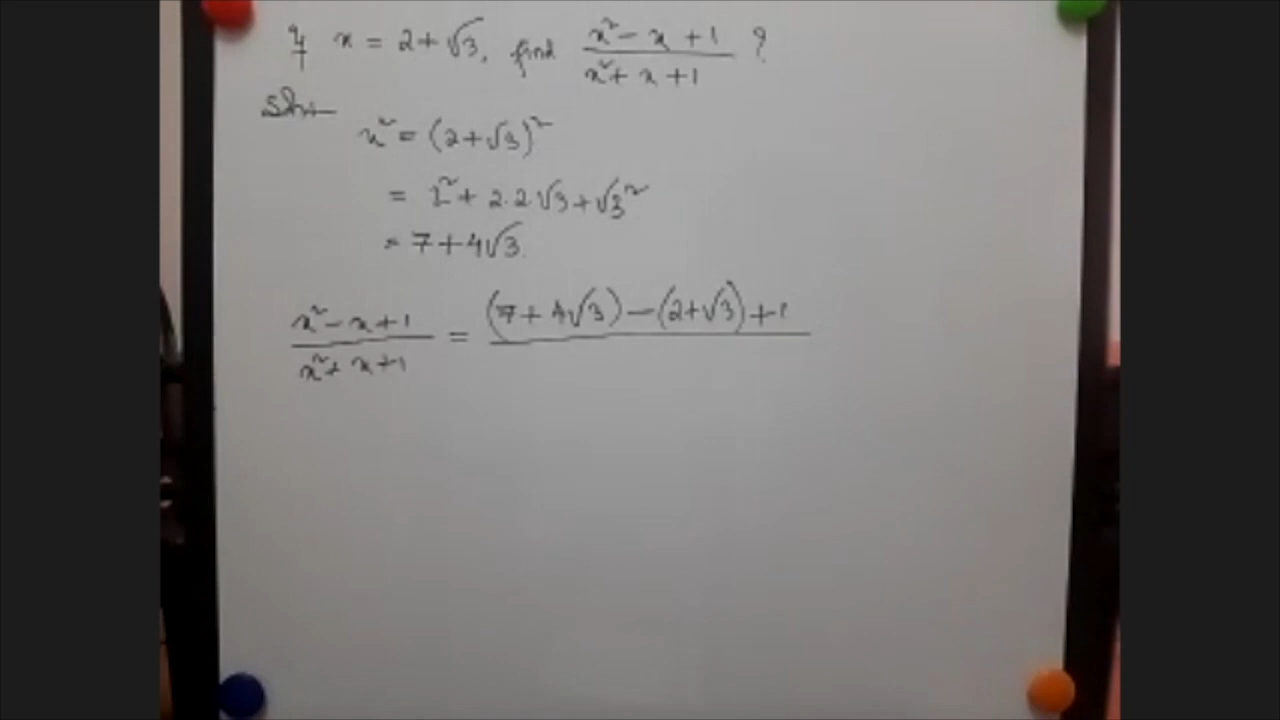 If x = 2 + √3, find (x² - x + 1)/(x² + x + 1) ?
Soln
x² = (2 + √3)²
= 2² + 2.2√3 + √3²
= 7 + 4√3.
(x² - x + 1)/(x² + x + 1) = (7 + 4√3) - (2 + √3) + 1